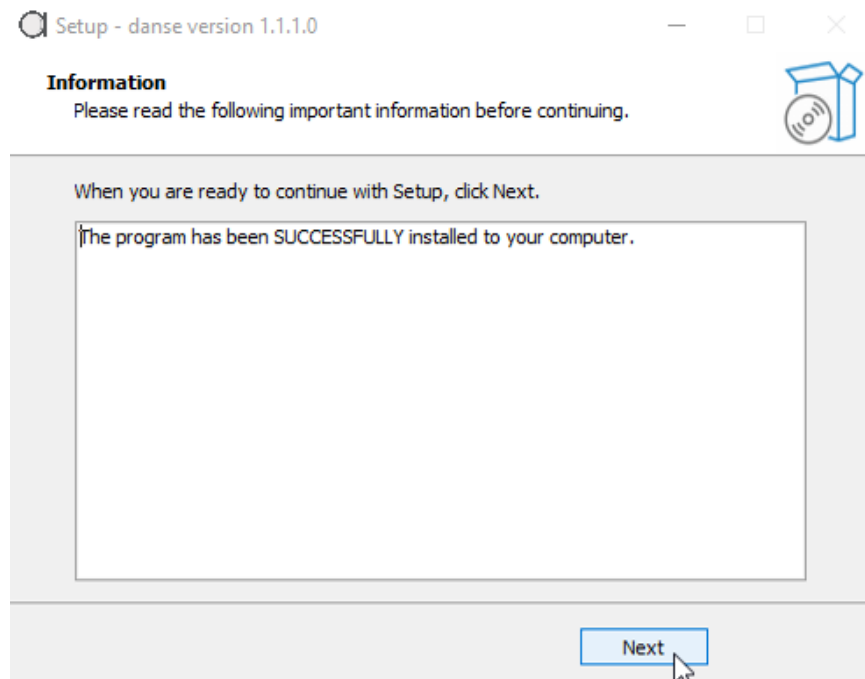 Setup - danse version 1.1.1.0
Information
Please read the following important information before continuing.
When you are ready to continue with Setup, click Next.
The program has been SUCCESSFULLY installed to your computer.
Next